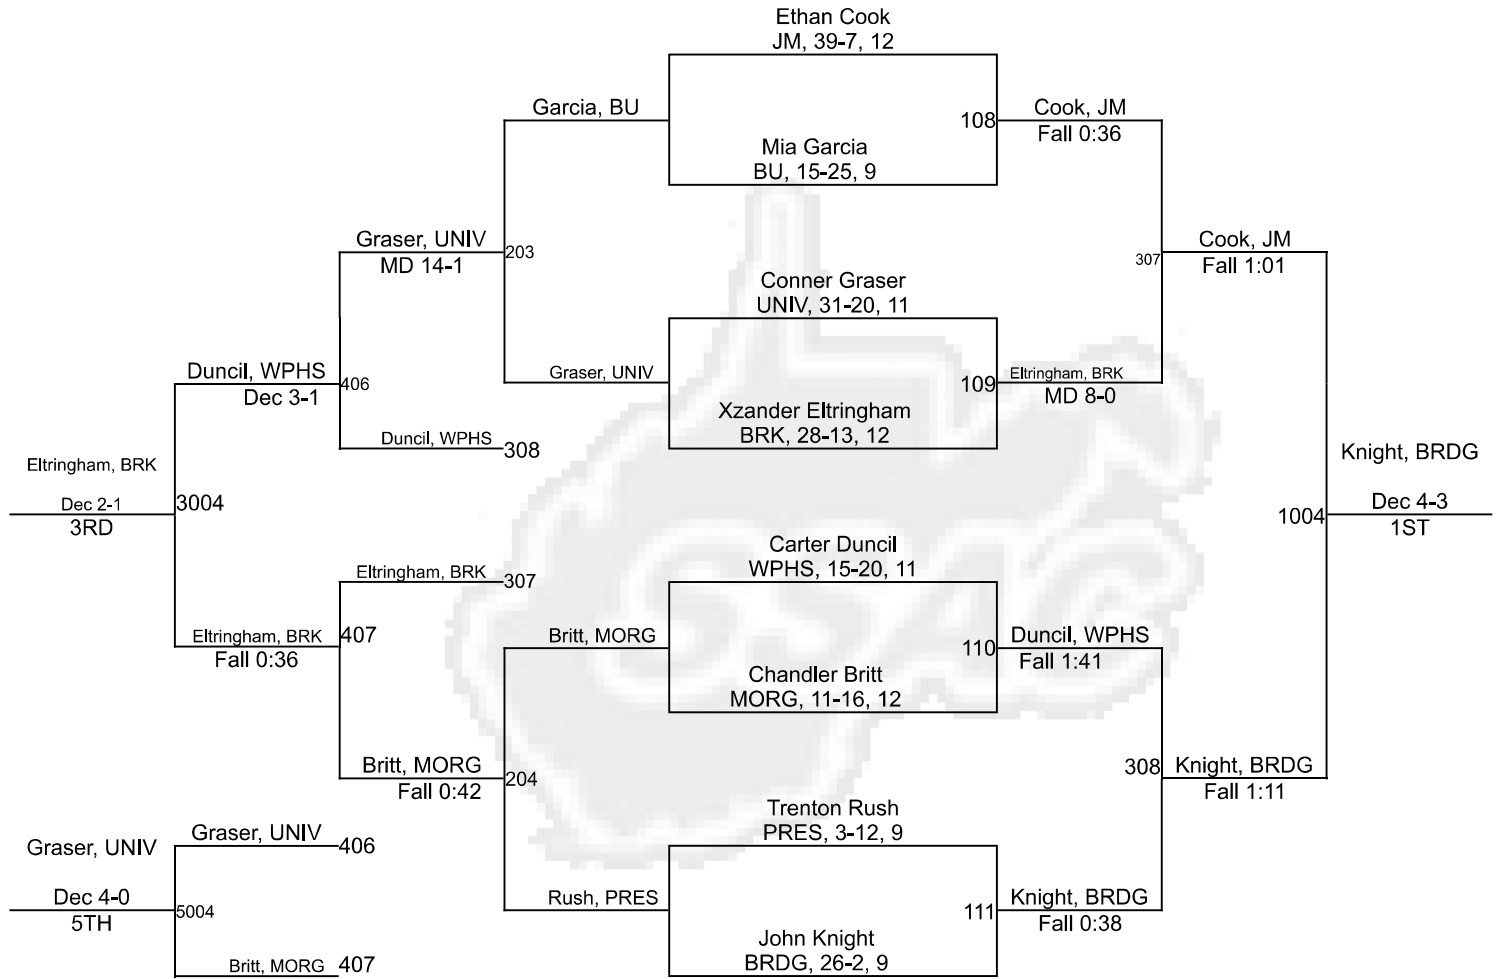 Ethan Cook
JM, 39-7, 12
Garcia, BU
108
Cook, JM
Fall 0:36
Mia Garcia
BU, 15-25, 9
Graser, UNIV
MD 14-1
203
307
Cook, JM
Fall 1:01
Conner Graser
UNIV, 31-20, 11
Duncil, WPHS
Dec 3-1
406
Graser, UNIV
109
Eltringham, BRK
MD 8-0
Xzander Eltringham
BRK, 28-13, 12
Duncil, WPHS
308
Eltringham, BRK
Dec 2-1
3RD
3004
Knight, BRDG
Dec 4-3
1ST
1004
Carter Duncil
WPHS, 15-20, 11
Eltringham, BRK
307
Eltringham, BRK
Fall 0:36
407
Britt, MORG
110
Duncil, WPHS
Fall 1:41
Chandler Britt
MORG, 11-16, 12
Britt, MORG
Fall 0:42
204
308
Knight, BRDG
Fall 1:11
Trenton Rush
PRES, 3-12, 9
Graser, UNIV
406
Graser, UNIV
Dec 4-0
5TH
5004
Rush, PRES
111
Knight, BRDG
Fall 0:38
John Knight
BRDG, 26-2, 9
Britt, MORG
407
SSAC